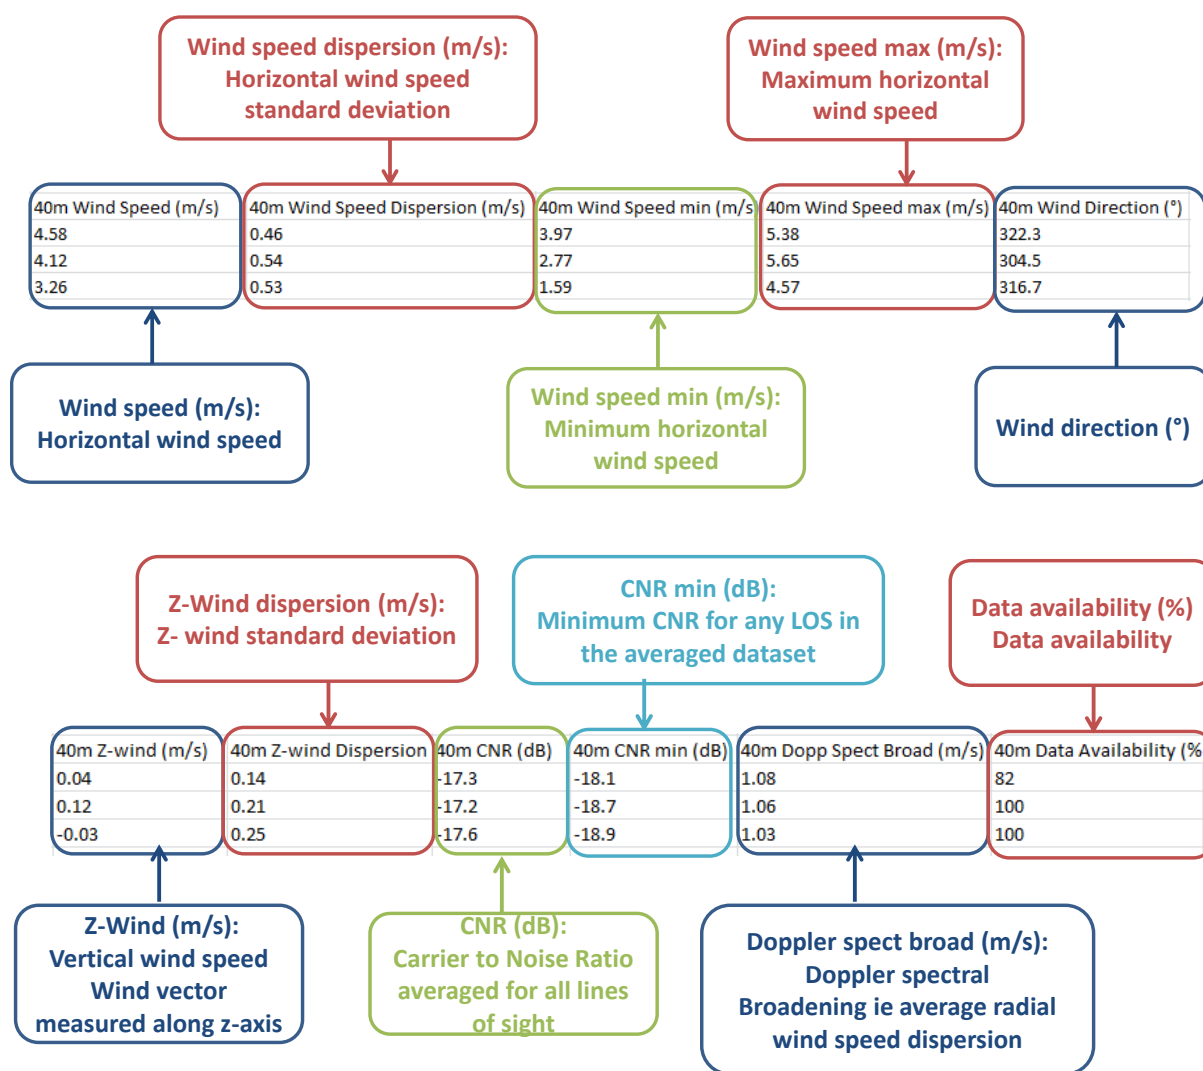 Wind speed dispersion (m/s):
Horizontal wind speed
standard deviation
Wind speed max (m/s):
Maximum horizontal
wind speed
40m Wind Speed (m/s) 40m Wind Speed Dispersion (m/s) 40m Wind Speed min (m/s 40m Wind Speed max (m/s) 40m Wind Direction (°)
4.58 0.46 3.97 5.38 322.3
4.12 0.54 2.77 5.65 304.5
3.26 0.53 1.59 4.57 316.7
Wind speed (m/s):
Horizontal wind speed
Wind speed min (m/s):
Minimum horizontal
wind speed
Wind direction (°)
Z-Wind dispersion (m/s):
Z- wind standard deviation
CNR min (dB):
Minimum CNR for any LOS in
the averaged dataset
Data availability (%)
Data availability
40m Z-wind (m/s) 40m Z-wind Dispersion 40m CNR (dB) 40m CNR min (dB) 40m Dopp Spect Broad (m/s) 40m Data Availability (%
0.04 0.14 -17.3 -18.1 1.08 82
0.12 0.21 -17.2 -18.7 1.06 100
-0.03 0.25 -17.6 -18.9 1.03 100
Z-Wind (m/s):
Vertical wind speed
Wind vector
measured along z-axis
CNR (dB):
Carrier to Noise Ratio
averaged for all lines
of sight
Doppler spect broad (m/s):
Doppler spectral
Broadening ie average radial
wind speed dispersion